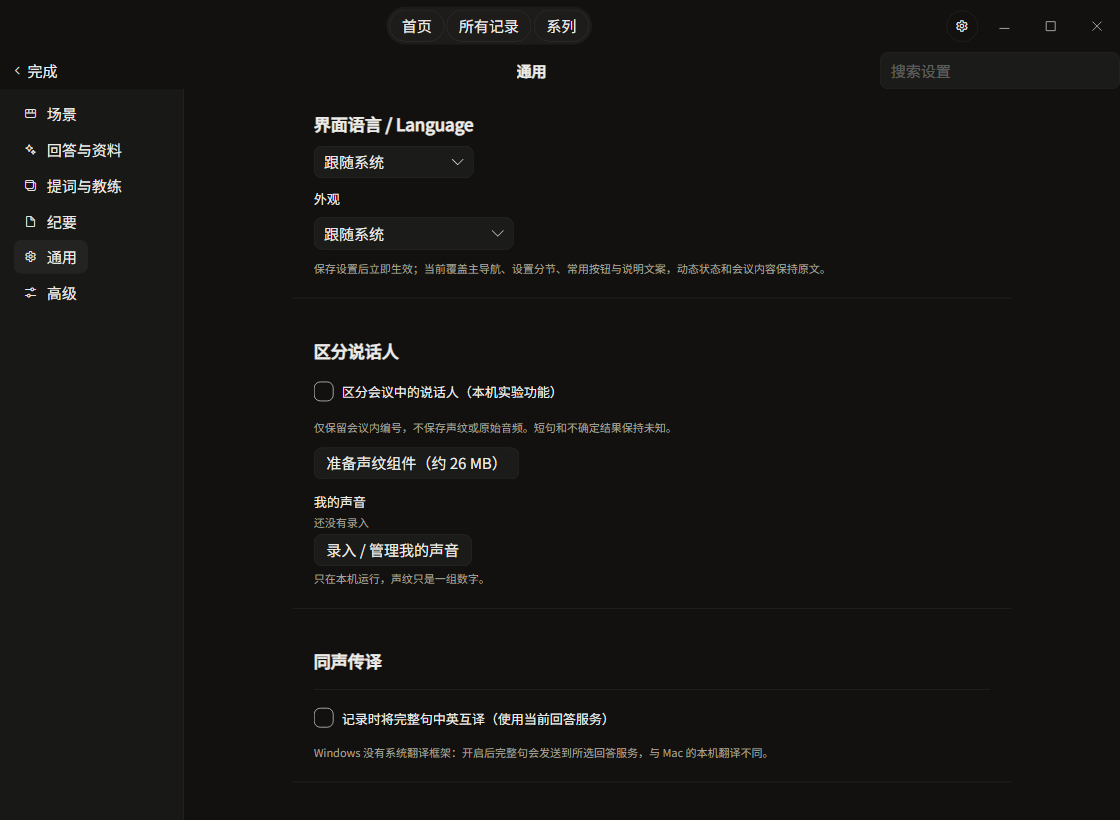 首页
所有记录
系列
完成
通用
搜索设置
场景
回答与资料
提词与教练
纪要
通用
高级
界面语言 / Language
跟随系统
外观
跟随系统
保存设置后立即生效；当前覆盖主导航、设置分节、常用按钮与说明文案，动态状态和会议内容保持原文。
区分说话人
区分会议中的说话人（本机实验功能）
仅保留会议内编号，不保存声纹或原始音频。短句和不确定结果保持未知。
准备声纹组件（约 26 MB）
我的声音
还没有录入
录入 / 管理我的声音
只在本机运行，声纹只是一组数字。
同声传译
记录时将完整句中英互译（使用当前回答服务）
Windows 没有系统翻译框架：开启后完整句会发送到所选回答服务，与 Mac 的本机翻译不同。